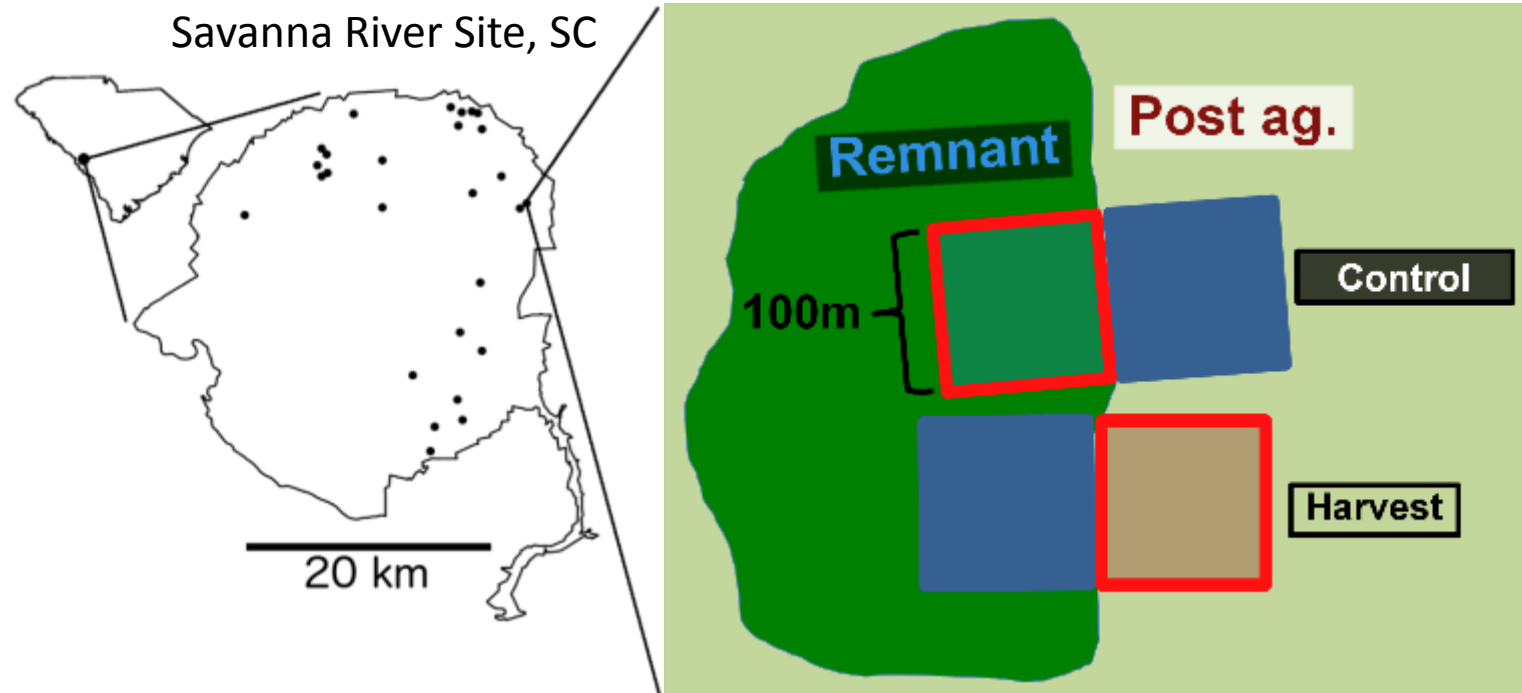 Savanna River Site, SC
20 km
Remnant
Post ag.
100m
Control
Harvest